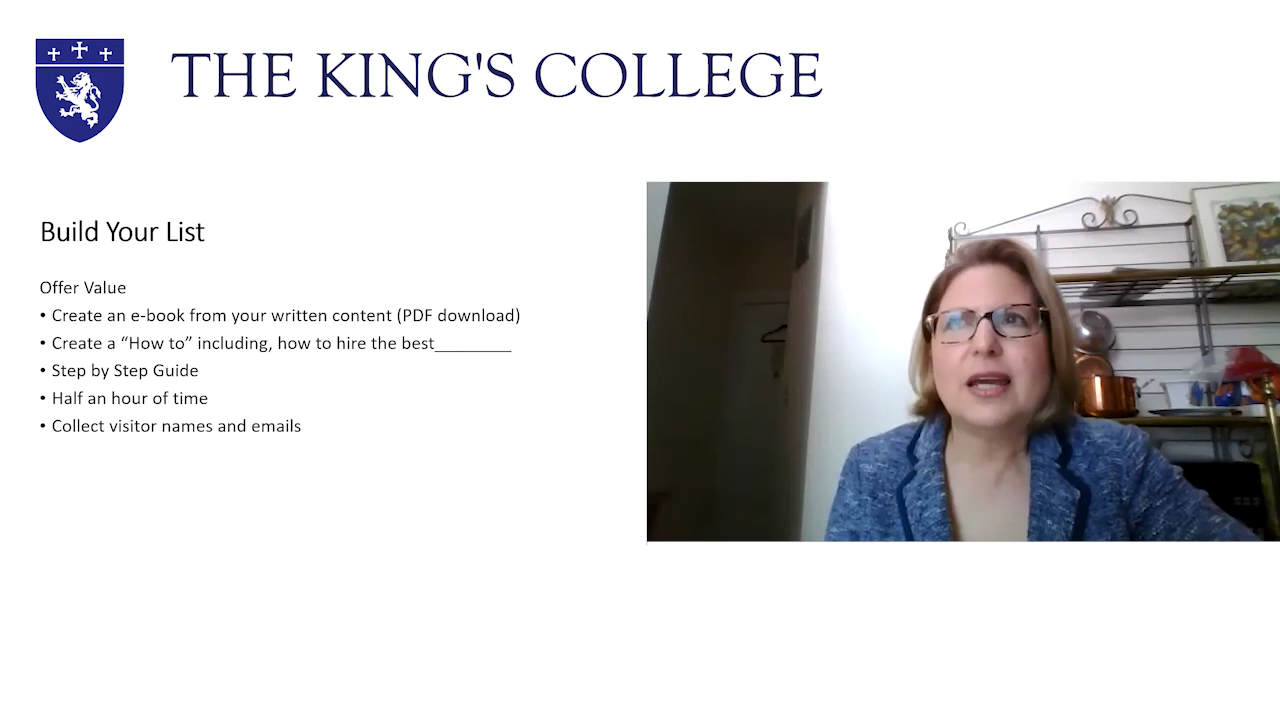 THE KING'S COLLEGE
Build Your List
Offer Value
• Create an e-book from your written content (PDF download)
• Create a “How to” including, how to hire the best________
• Step by Step Guide
• Half an hour of time
• Collect visitor names and emails